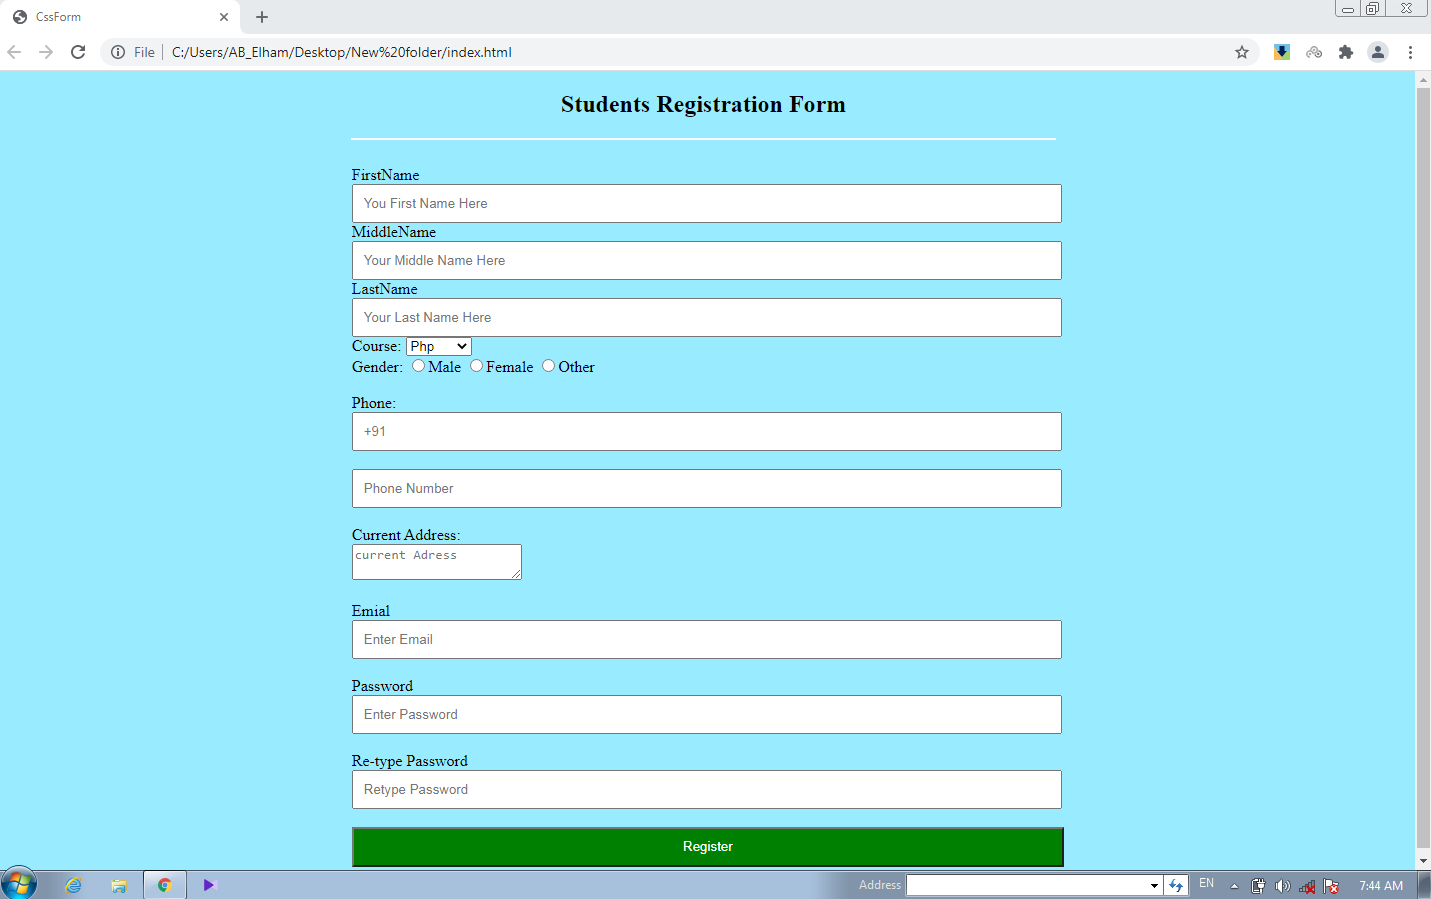 CssForm
File
C:/Users/AB_Elham/Desktop/New%20folder/index.html
Students Registration Form
FirstName
You First Name Here
MiddleName
Your Middle Name Here
LastName
Your Last Name Here
Course: Php
Gender: Male Female Other
Phone:
+91
Phone Number
Current Address:
current Adress
Emial
Enter Email
Password
Enter Password
Re-type Password
Retype Password
Register
Address EN 7:44 AM